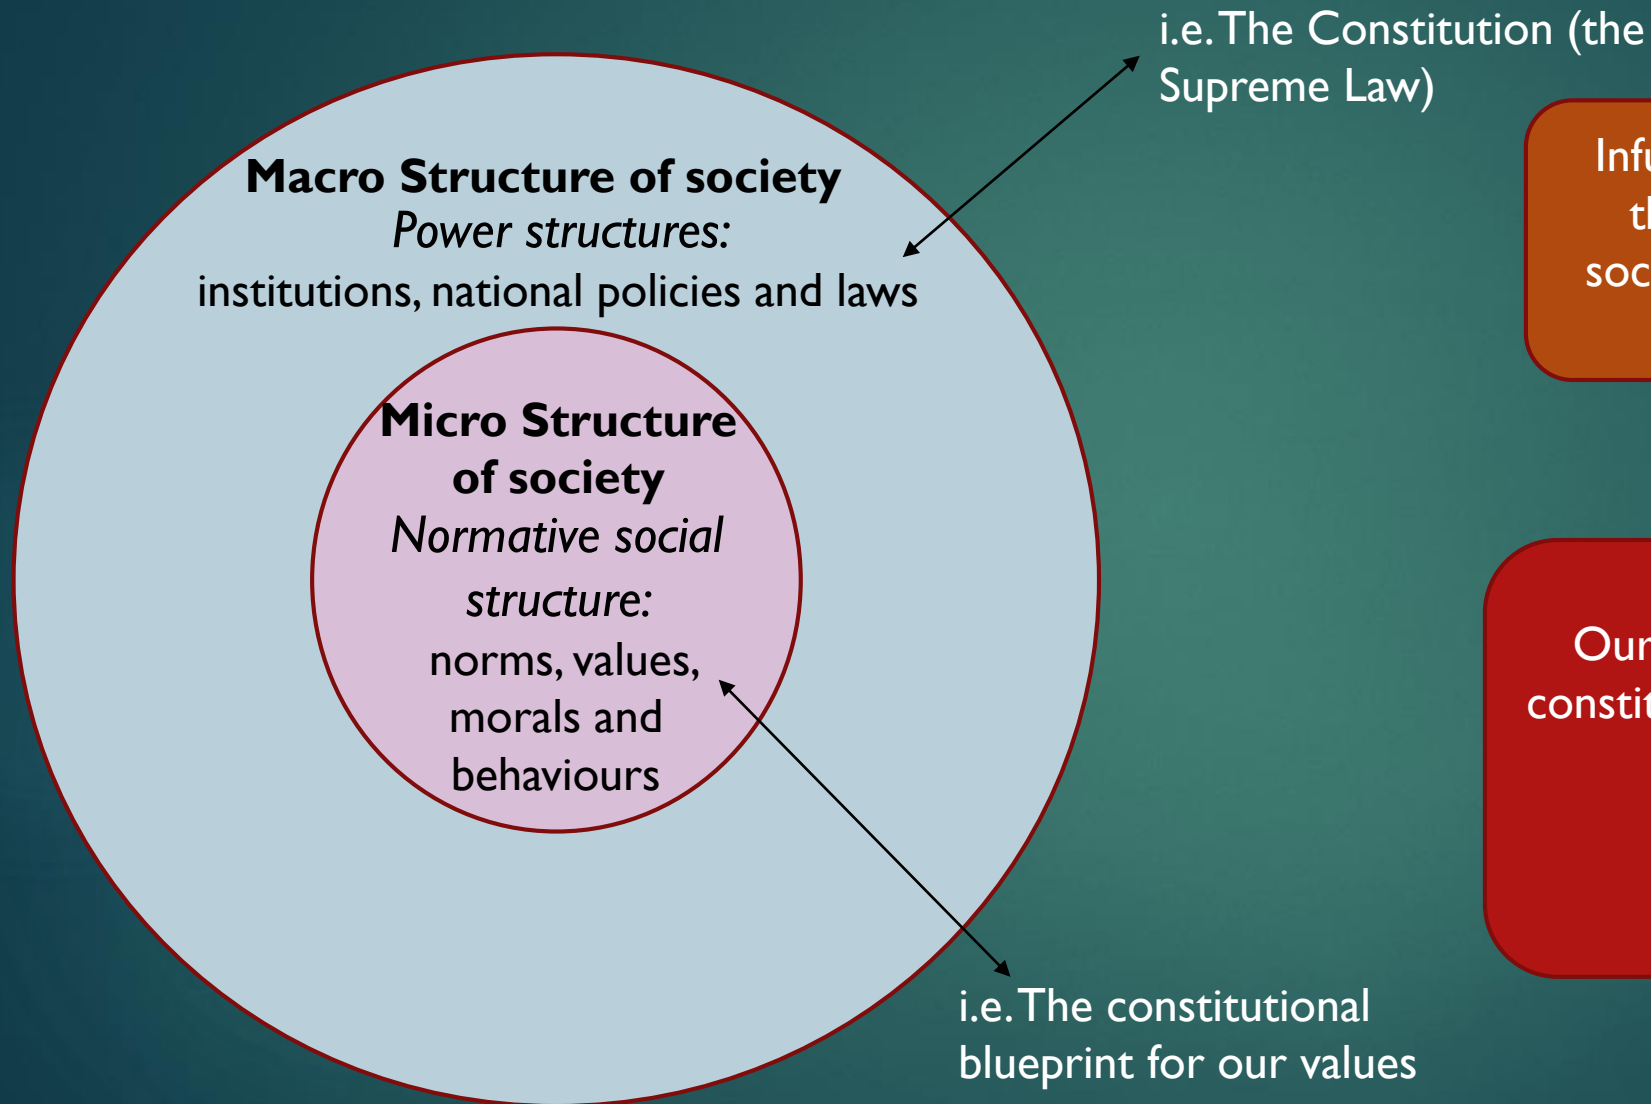 i.e. The Constitution (the
Supreme Law)
Macro Structure of society
Power structures:
institutions, national policies and laws
Micro Structure
of society
Normative social
structure:
norms, values,
morals and
behaviours
i.e. The constitutional
blueprint for our values
Our